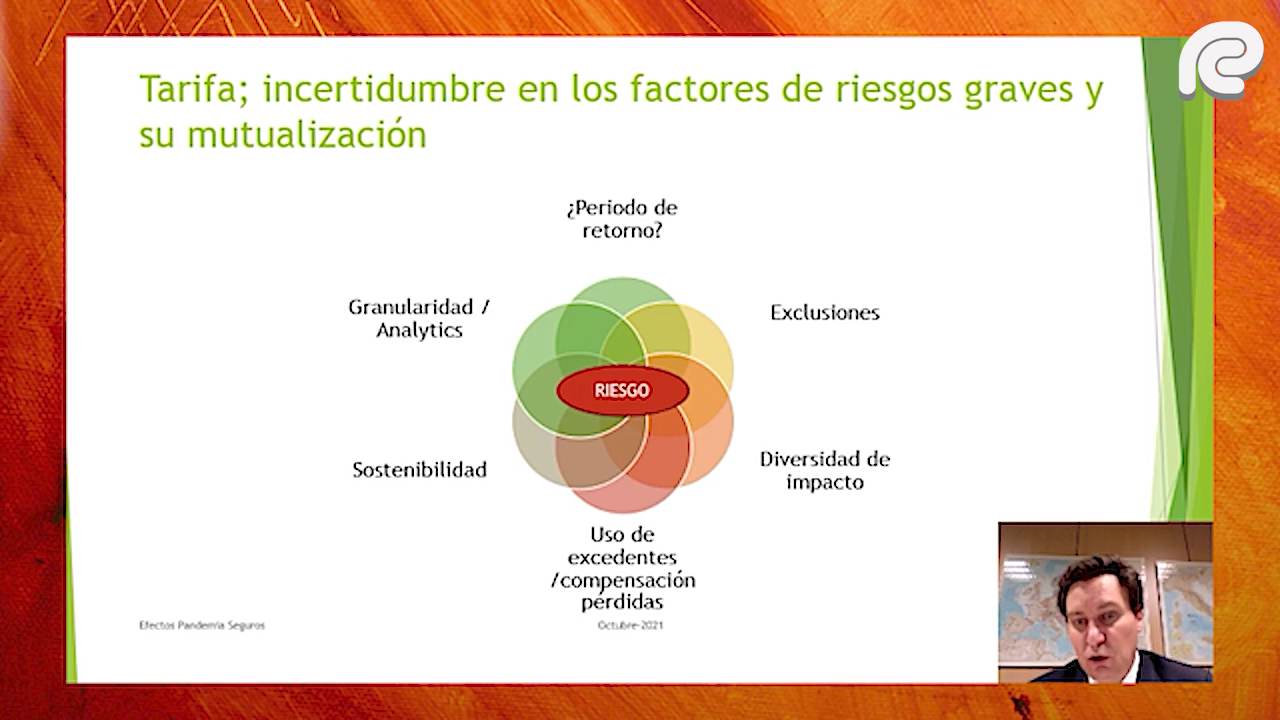 Tarifa; incertidumbre en los factores de riesgos graves y
su mutualización
¿Periodo de
retorno?
Granularidad /
Analytics
Exclusiones
RIESGO
Sostenibilidad
Diversidad de
impacto
Uso de
excedentes
/compensación
pérdidas
Efectos Pandemia Seguros
Octubre-2021